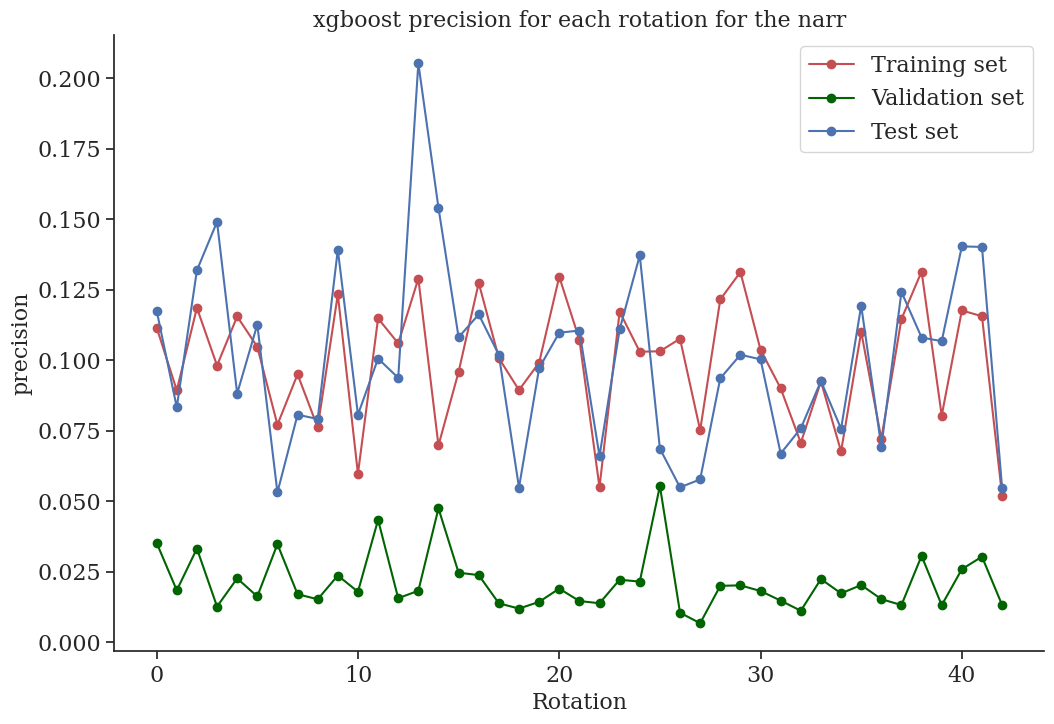 xgboost precision for each rotation for the narr
Training set
Validation set
Test set
precision
0.200
0.175
0.150
0.125
0.100
0.075
0.050
0.025
0.000
0
10
20
30
40
Rotation